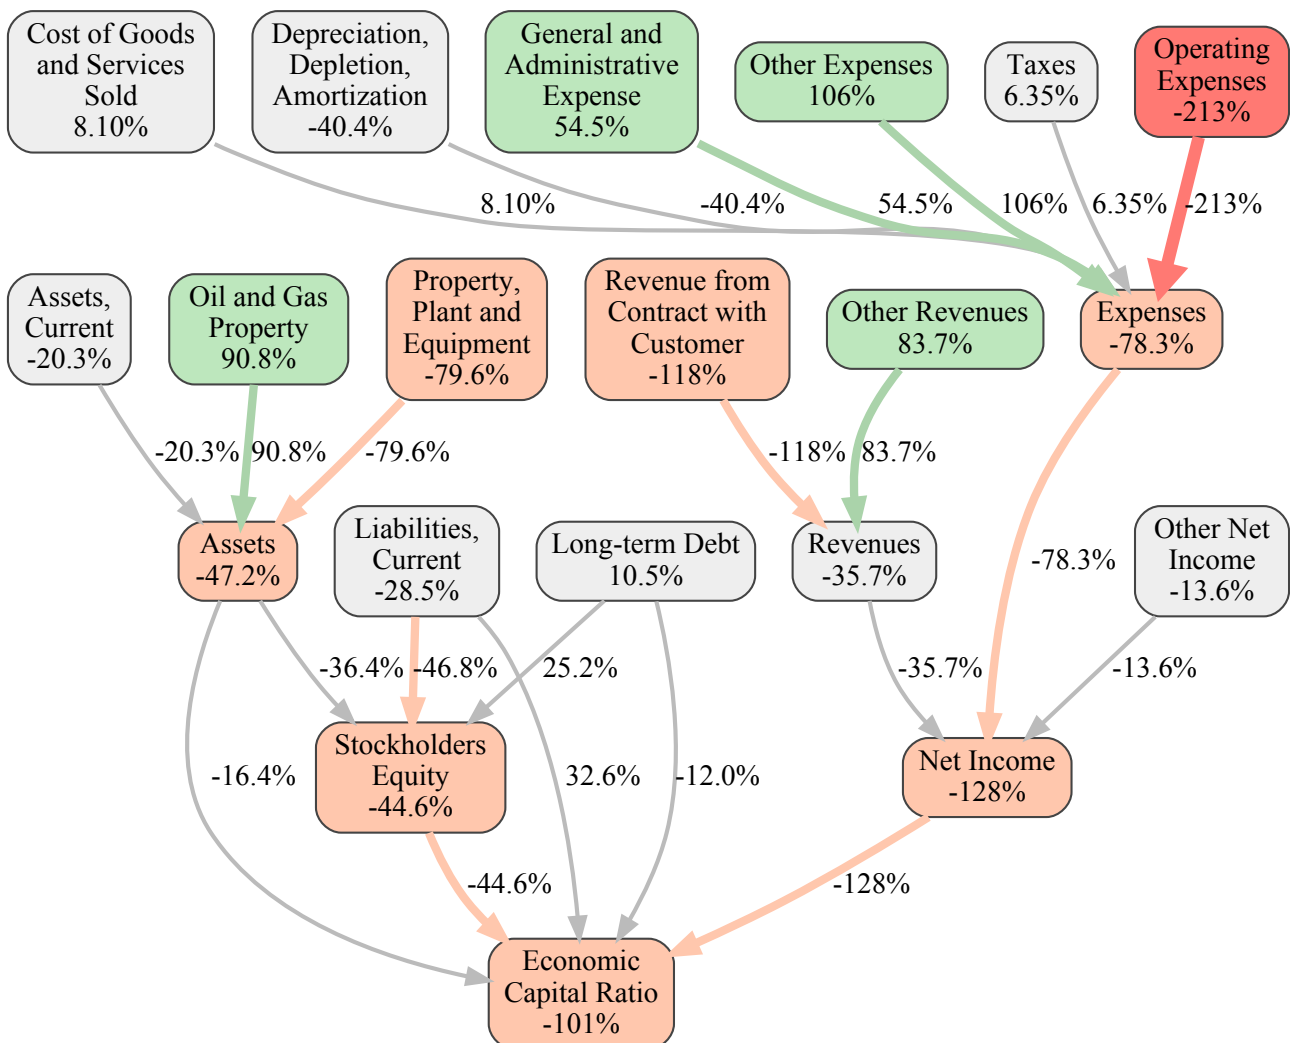 Cost of Goods
and Services
Sold
8.10%
Depreciation,
Depletion,
Amortization
-40.4%
General and
Administrative
Expense
54.5%
Other Expenses
106%
Taxes
6.35%
Operating
Expenses
-213%
8.10%
-40.4%
54.5%
106%
6.35%
-213%
Assets,
Current
-20.3%
Oil and Gas
Property
90.8%
Property,
Plant and
Equipment
-79.6%
Revenue from
Contract with
Customer
-118%
Other Revenues
83.7%
Expenses
-78.3%
-20.3%
90.8%
-79.6%
-118%
83.7%
-78.3%
Assets
-47.2%
Liabilities,
Current
-28.5%
Long-term Debt
10.5%
Revenues
-35.7%
Other Net
Income
-13.6%
-36.4%
-46.8%
25.2%
-35.7%
-13.6%
Stockholders
Equity
-44.6%
Net Income
-128%
-16.4%
32.6%
-12.0%
-44.6%
-128%
Economic
Capital Ratio
-101%